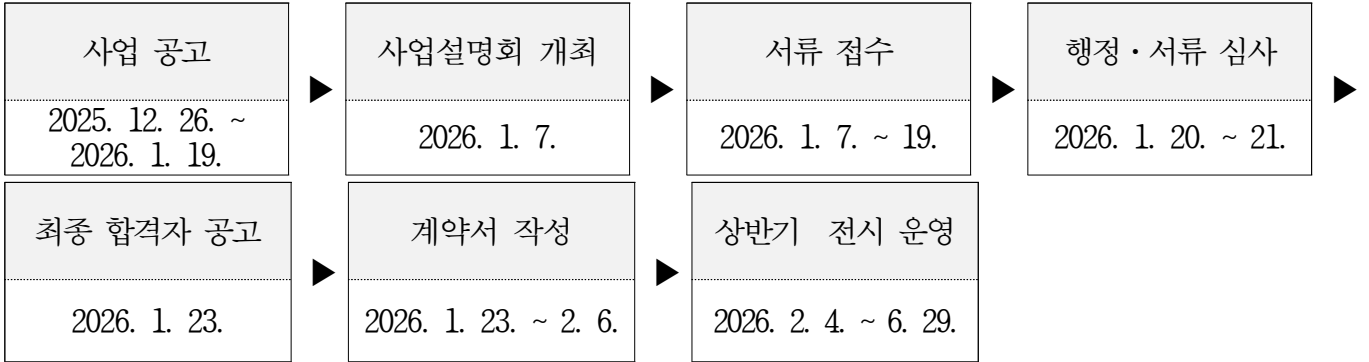 사업 공고
2025. 12. 26. ~
2026. 1. 19.
▶
사업설명회 개최
2026. 1. 7.
▶
서류 접수
2026. 1. 7. ~ 19.
▶
행정·서류 심사
2026. 1. 20. ~ 21.
▶
최종 합격자 공고
2026. 1. 23.
▶
계약서 작성
2026. 1. 23. ~ 2. 6.
▶
상반기 전시 운영
2026. 2. 4. ~ 6. 29.